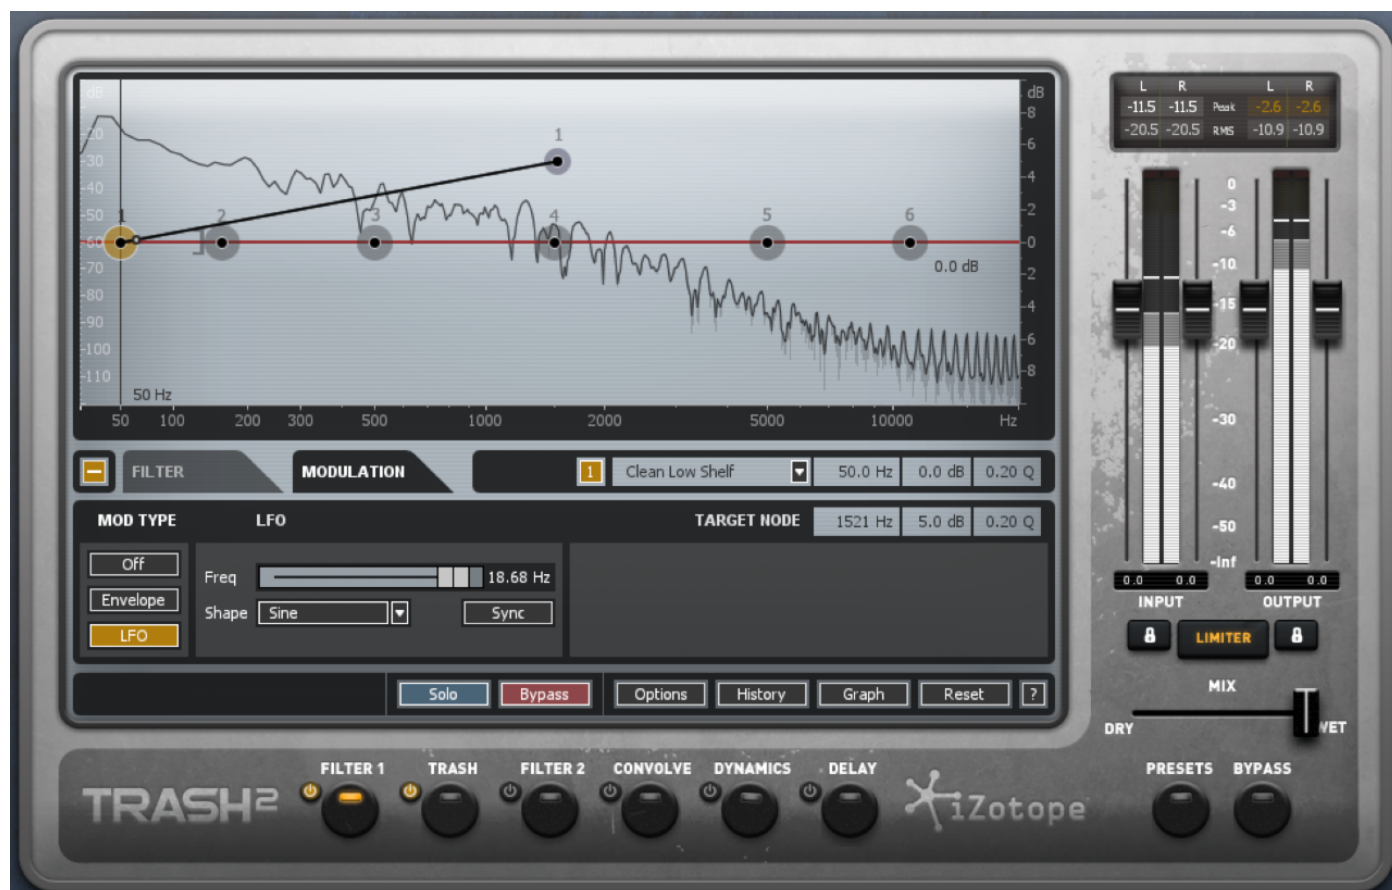 L R L R
-11.5 -11.5 Peak -2.6 -2.6
-20.5 -20.5 RMS -10.9 -10.9
dB dB
-8
-20 -6
-30 -4
-40
-50 -2
-60 -0
-70 -2
-80 -4
-90
-100 -6
-110 -8
1
1 2 3 4 5 6
0.0 dB
50 Hz
50 100 200 300 500 1000 2000 5000 10000 Hz
FILTER MODULATION 1 Clean Low Shelf 50.0 Hz 0.0 dB 0.20 Q
MOD TYPE LFO TARGET NODE 1521 Hz 5.0 dB 0.20 Q
Off
Envelope
LFO
Freq 18.68 Hz
Shape Sine Sync
Solo Bypass Options History Graph Reset ?
0
-3
-6
-10
-15
-20
-30
-40
-50
-Inf
0.0 0.0 0.0 0.0
INPUT OUTPUT
LIMITER
MIX
DRY WET
FILTER 1 TRASH FILTER 2 CONVOLVE DYNAMICS DELAY PRESETS BYPASS
TRASH2 iZotope